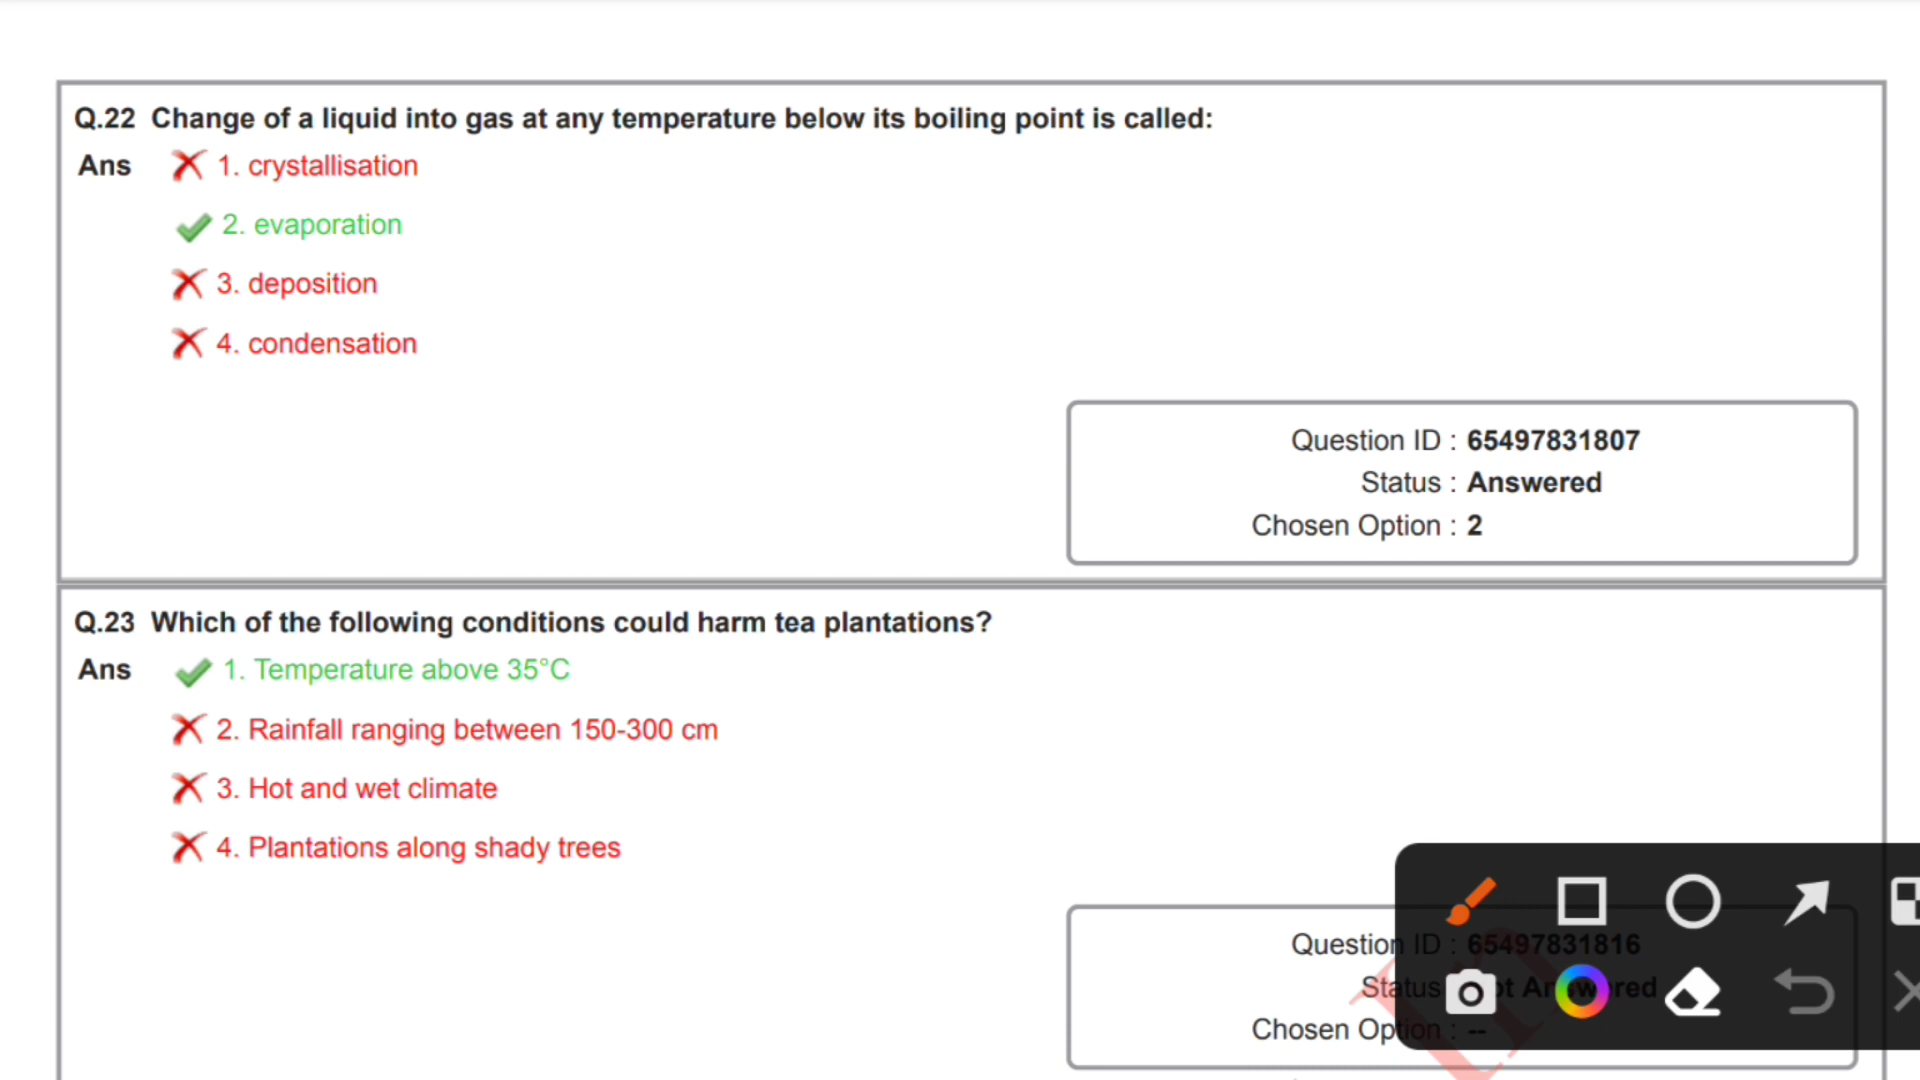 Q.22 Change of a liquid into gas at any temperature below its boiling point is called:
Ans 1. crystallisation
2. evaporation
3. deposition
4. condensation
Question ID : 65497831807
Status : Answered
Chosen Option : 2
Q.23 Which of the following conditions could harm tea plantations?
Ans 1. Temperature above 35°C
2. Rainfall ranging between 150-300 cm
3. Hot and wet climate
4. Plantations along shady trees
Question ID : 65497831816
Status
Chosen Option : --